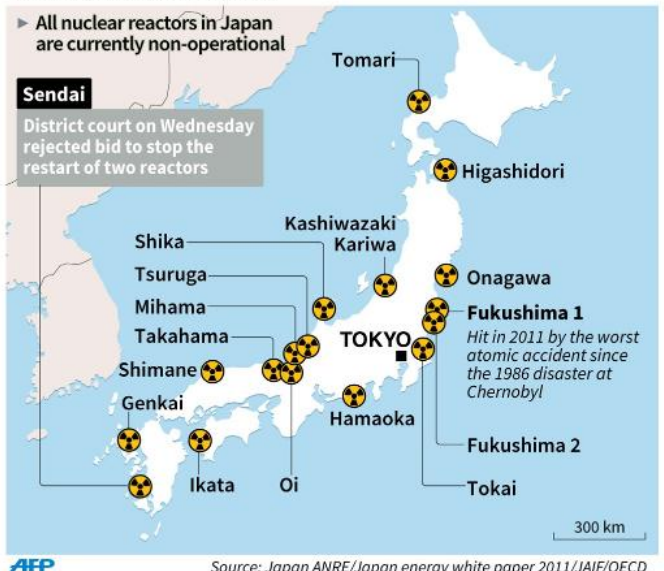 ▶ All nuclear reactors in Japan
are currently non-operational
Sendai
District court on Wednesday
rejected bid to stop the
restart of two reactors
Tomari
Higashidori
Kashiwazaki
Kariwa
Shika
Tsuruga
Mihama
Takahama
Shimane
Genkai
Onagawa
Fukushima 1
Hit in 2011 by the worst
atomic accident since
the 1986 disaster at
Chernobyl
TOKYO
Hamaoka
Fukushima 2
Ikata
Oi
Tokai
300 km
AFP
Source: Japan ANRE/Japan energy white paper 2011/JAIF/OECD